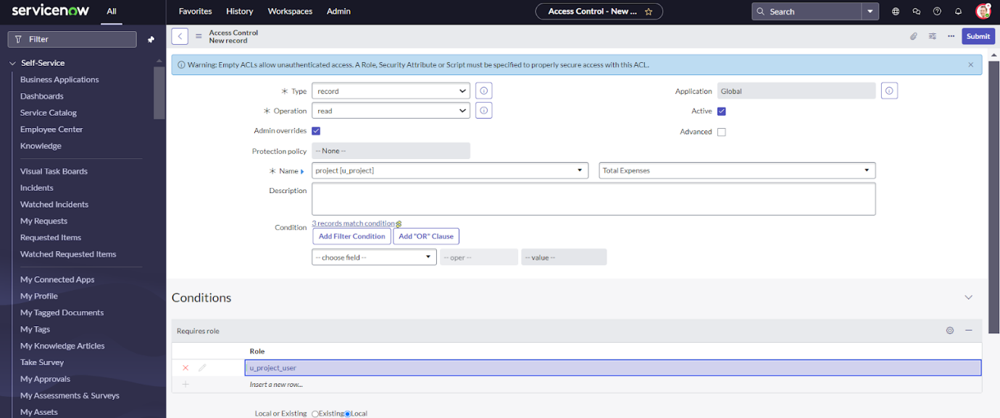 servicenow
All
Favorites
History
Workspaces
Admin
Access Control - New ...
Search
Filter
Self-Service
Business Applications
Dashboards
Service Catalog
Employee Center
Knowledge
Visual Task Boards
Incidents
Watched Incidents
My Requests
Requested Items
Watched Requested Items
My Connected Apps
My Profile
My Tagged Documents
My Tags
My Knowledge Articles
Take Survey
My Approvals
My Assessments & Surveys
My Assets
Access Control
New record
Submit
Warning: Empty ACLs allow unauthenticated access. A Role, Security Attribute or Script must be specified to properly secure access with this ACL.
Type record
Application Global
Operation read
Active
Admin overrides
Advanced
Protection policy -- None --
Name project [u_project] Total Expenses
Description
Condition
3 records match condition
Add Filter Condition
Add "OR" Clause
-- choose field -- -- oper -- -- value --
Conditions
Requires role
Role
u_project_user
Insert a new row...
Local or Existing Existing Local